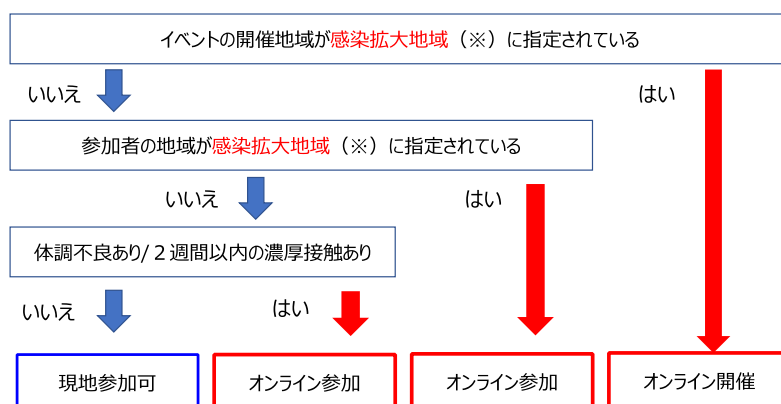 イベントの開催地域が感染拡大地域（※）に指定されている
いいえ
はい
参加者の地域が感染拡大地域（※）に指定されている
いいえ
はい
体調不良あり/２週間以内の濃厚接触あり
いいえ
はい
現地参加可
オンライン参加
オンライン参加
オンライン開催